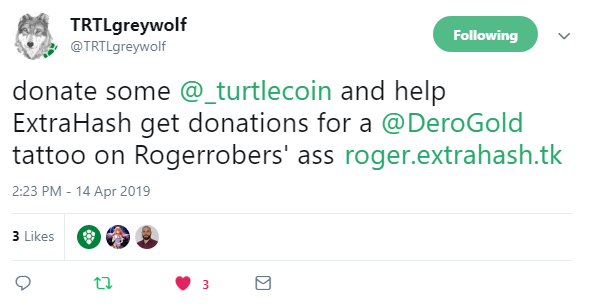 TRTLgreywolf
@TRTLgreywolf
Following
donate some @_turtlecoin and help
ExtraHash get donations for a @DeroGold
tattoo on Rogerrobers' ass roger.extrahash.tk
2:23 PM - 14 Apr 2019
3 Likes
3